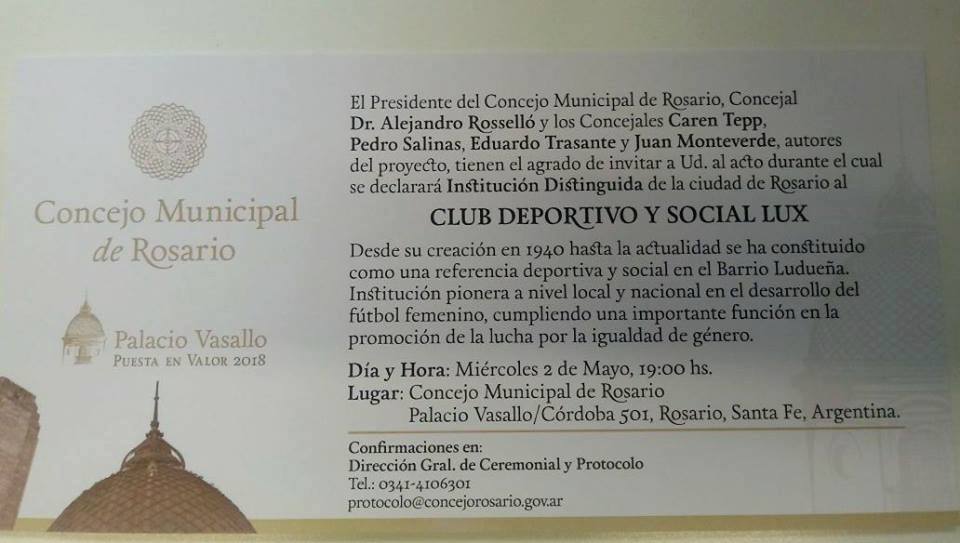 Concejo Municipal
de Rosario
Palacio Vasallo
PUESTA EN VALOR 2018
El Presidente del Concejo Municipal de Rosario, Concejal
Dr. Alejandro Rosselló y los Concejales Caren Tepp,
Pedro Salinas, Eduardo Trasante y Juan Monteverde, autores
del proyecto, tienen el agrado de invitar a Ud. al acto durante el cual
se declarará Institución Distinguida de la ciudad de Rosario al
CLUB DEPORTIVO Y SOCIAL LUX
Desde su creación en 1940 hasta la actualidad se ha constituido
como una referencia deportiva y social en el Barrio Ludueña.
Institución pionera a nivel local y nacional en el desarrollo del
fútbol femenino, cumpliendo una importante función en la
promoción de la lucha por la igualdad de género.
Día y Hora: Miércoles 2 de Mayo, 19:00 hs.
Lugar: Concejo Municipal de Rosario
Palacio Vasallo/Córdoba 501, Rosario, Santa Fe, Argentina.
Confirmaciones en:
Dirección Gral. de Ceremonial y Protocolo
Tel.: 0341-4106301
protocolo@concejorosario.gov.ar